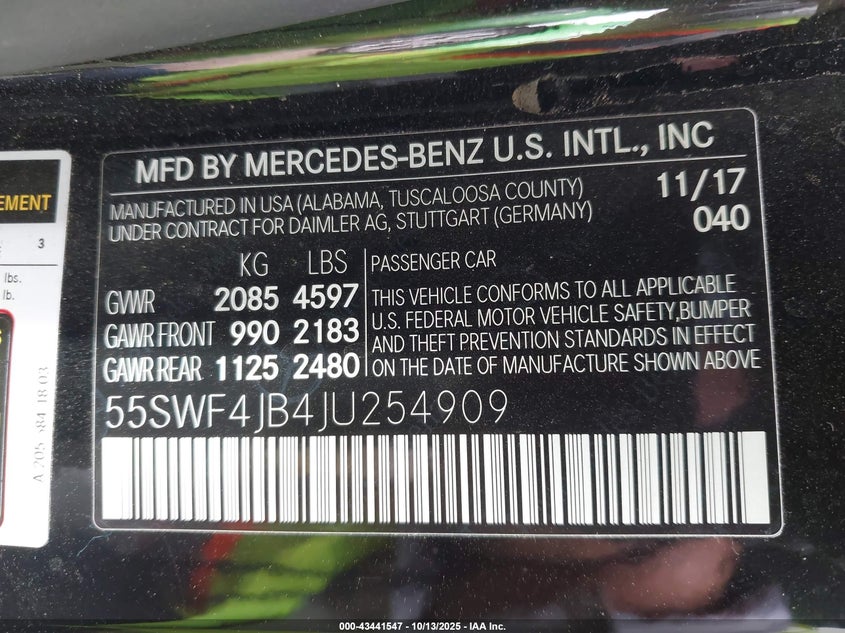 EMENT
3
lbs.
lb.
A 205 584 18 03
MFD BY MERCEDES-BENZ U.S. INTL., INC
MANUFACTURED IN USA (ALABAMA, TUSCALOOSA COUNTY) 11/17
UNDER CONTRACT FOR DAIMLER AG, STUTTGART (GERMANY) 040
KG LBS PASSENGER CAR
GVWR 2085 4597
GAWR FRONT 990 2183
GAWR REAR 1125 2480
THIS VEHICLE CONFORMS TO ALL APPLICABLE
U.S. FEDERAL MOTOR VEHICLE SAFETY,BUMPER
AND THEFT PREVENTION STANDARDS IN EFFECT
ON THE DATE OF MANUFACTURE SHOWN ABOVE
55SWF4JB4JU254909
000-43441547 - 10/13/2025 - IAA Inc.